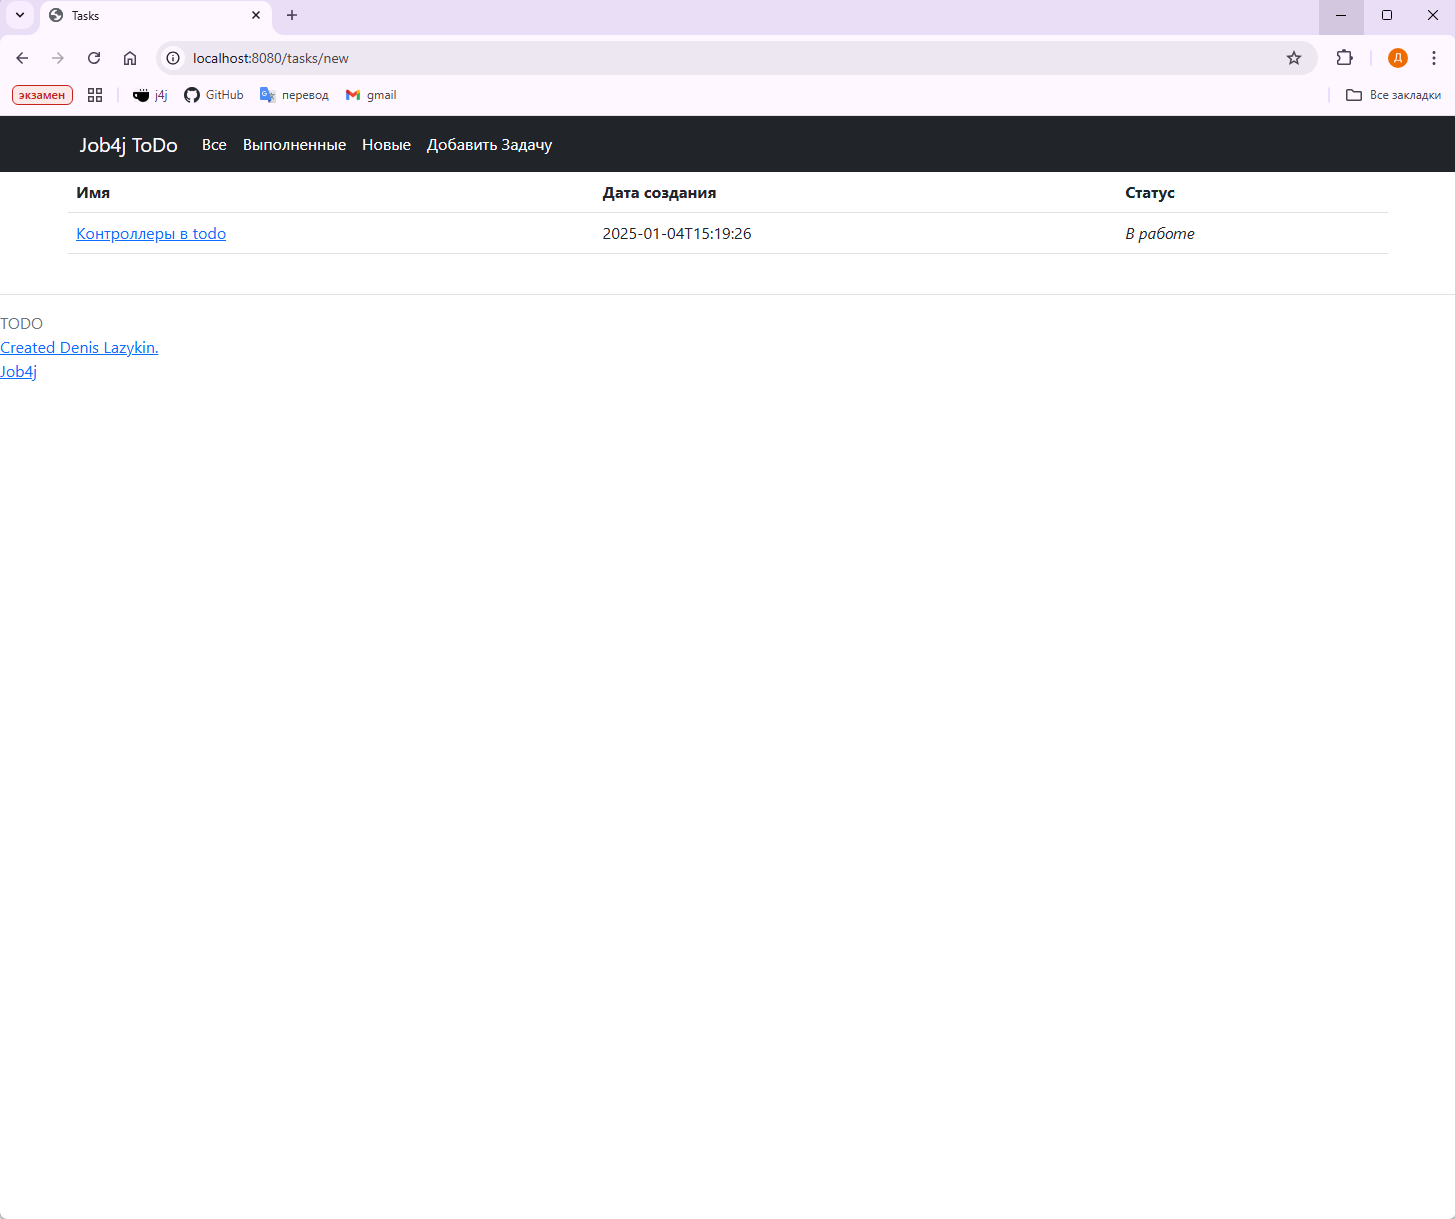 Tasks
localhost:8080/tasks/new
Д
экзамен j4j GitHub перевод gmail Все закладки
Job4j ToDo Все Выполненные Новые Добавить Задачу
Имя Дата создания Статус
Контроллеры в todo 2025-01-04T15:19:26 В работе
TODO
Created Denis Lazykin.
Job4j